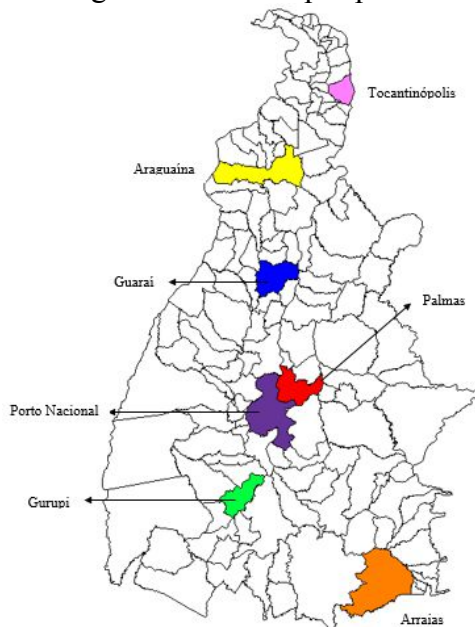 Tocantinópolis
Araguaína
Guaraí
Palmas
Porto Nacional
Gurupi
Arraias